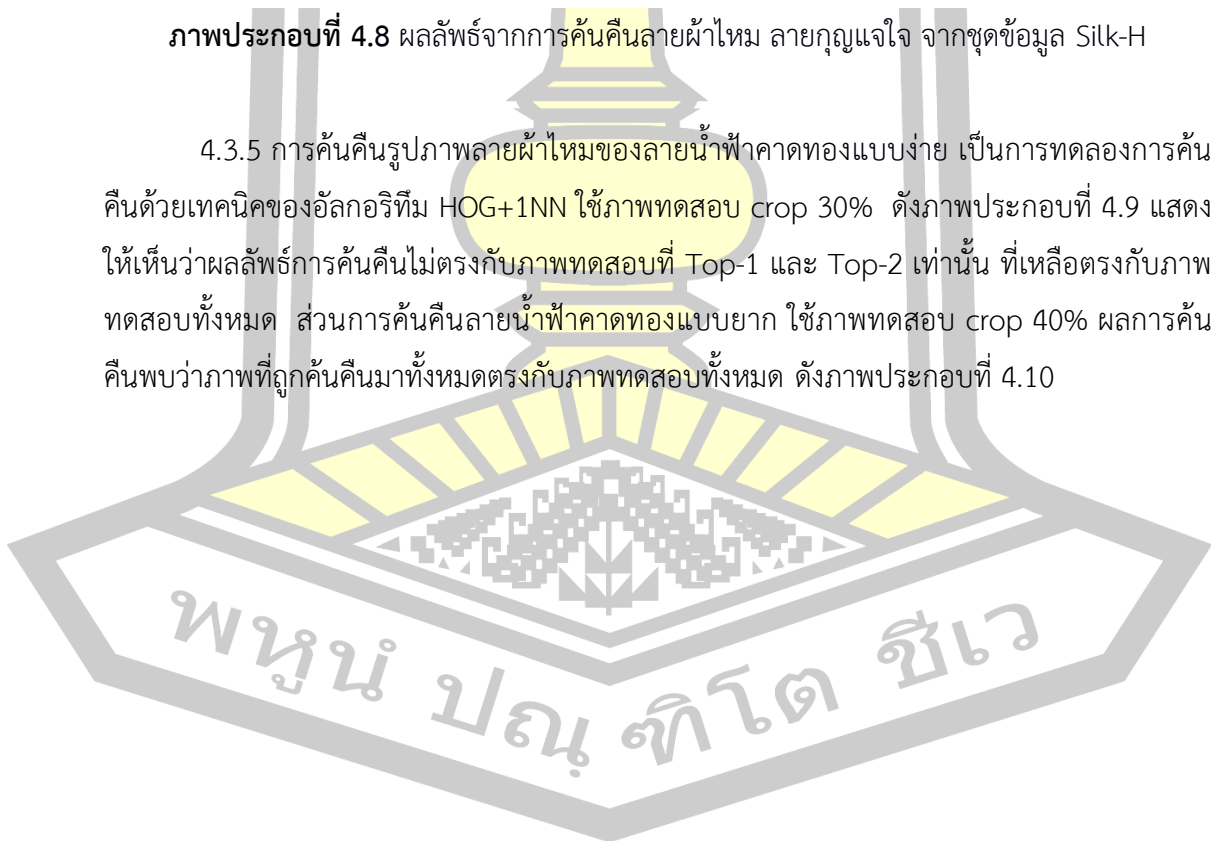 ภาพประกอบที่ 4.8 ผลลัพธ์จากการค้นคืนลายผ้าไหม ลายกุญแจใจ จากชุดข้อมูล Silk-H
4.3.5 การค้นคืนรูปภาพลายผ้าไหมของลายน้ำฟ้าคาดทองแบบง่าย เป็นการทดลองการค้น
คืนด้วยเทคนิคของอัลกอริทึม HOG+1NN ใช้ภาพทดสอบ crop 30% ดังภาพประกอบที่ 4.9 แสดง
ให้เห็นว่าผลลัพธ์การค้นคืนไม่ตรงกับภาพทดสอบที่ Top-1 และ Top-2 เท่านั้น ที่เหลือตรงกับภาพ
ทดสอบทั้งหมด ส่วนการค้นคืนลายน้ำฟ้าคาดทองแบบยาก ใช้ภาพทดสอบ crop 40% ผลการค้น
คืนพบว่าภาพที่ถูกค้นคืนมาทั้งหมดตรงกับภาพทดสอบทั้งหมด ดังภาพประกอบที่ 4.10
พหูนํ ปณฺฑิโต ชีเว